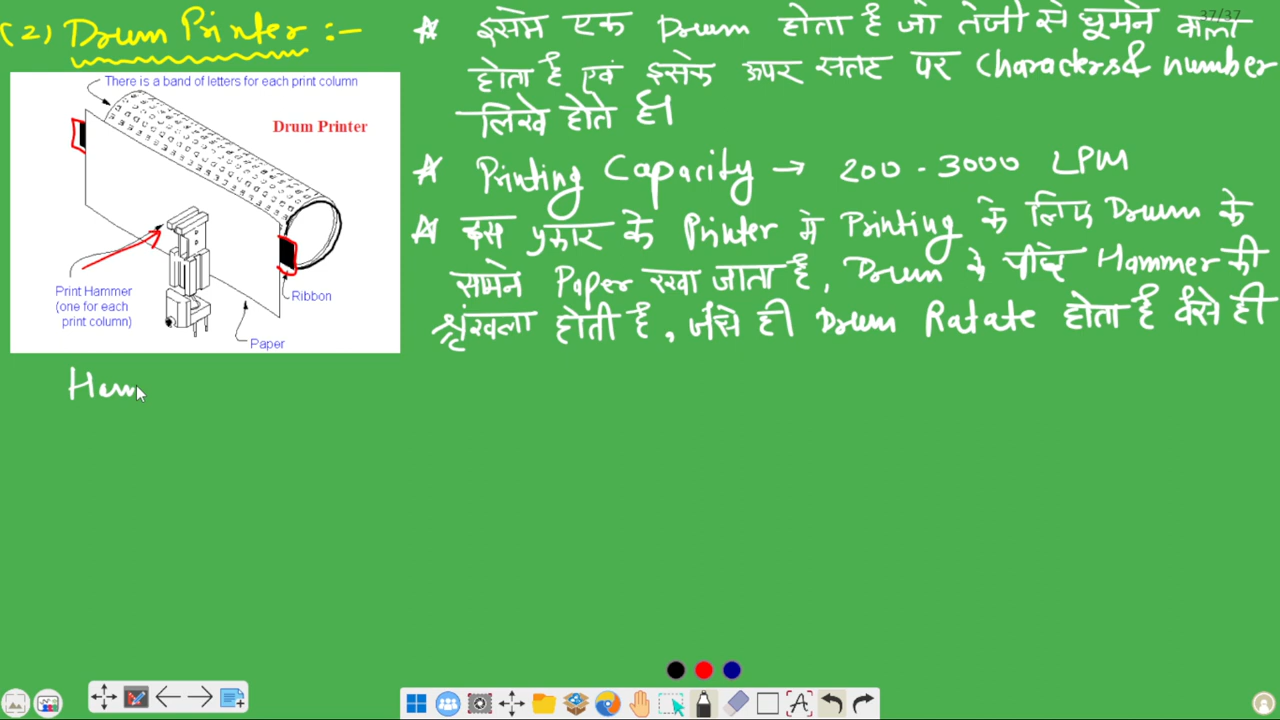 37/37
(2) Drum Printer :-
There is a band of letters for each print column
Drum Printer
Print Hammer
(one for each
print column)
Ribbon
Paper
इसमे एक Drum होता है जो तेजी से घूमने वाला
होता है एवं इसके ऊपर सतह पर Characters & number
लिखे होते है।
Printing Capacity → 200 - 3000 LPM
इस प्रकार के Printer मे Printing के लिए Drum के
सामने Paper रखा जाता है, Drum के पीछे Hammer की
श्रृंखला होती है, जैसे ही Drum Ratate होता है वैसे ही
Ham